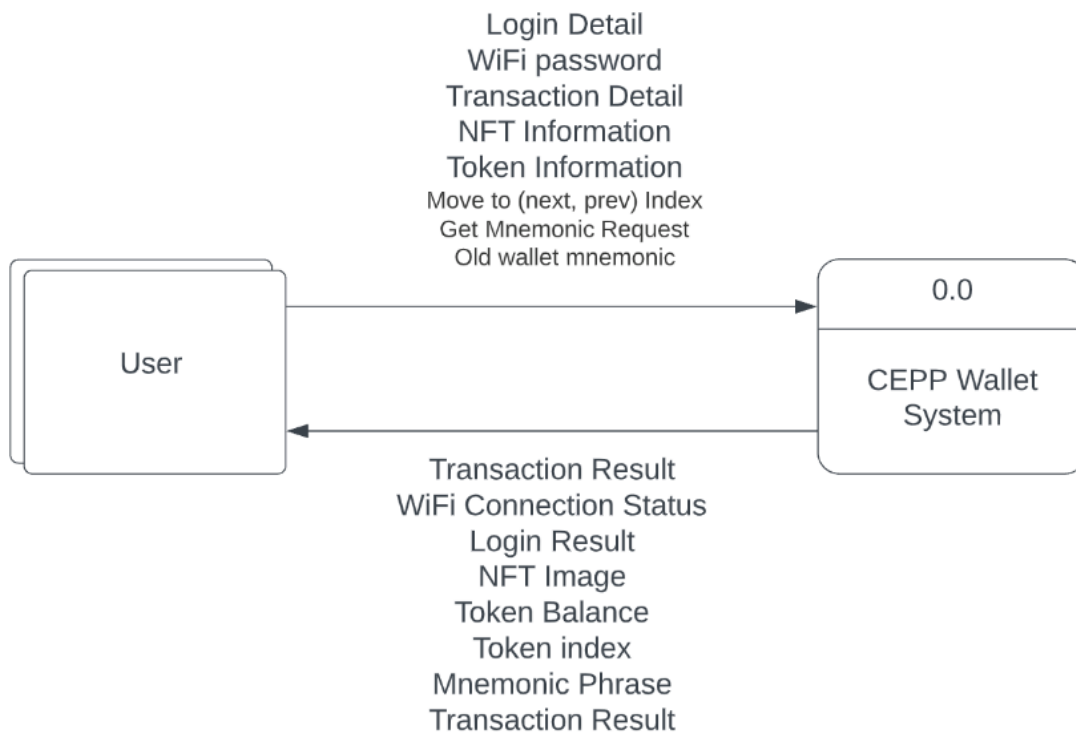 Login Detail
WiFi password
Transaction Detail
NFT Information
Token Information
Move to (next, prev) Index
Get Mnemonic Request
Old wallet mnemonic
User
0.0
CEPP Wallet
System
Transaction Result
WiFi Connection Status
Login Result
NFT Image
Token Balance
Token index
Mnemonic Phrase
Transaction Result